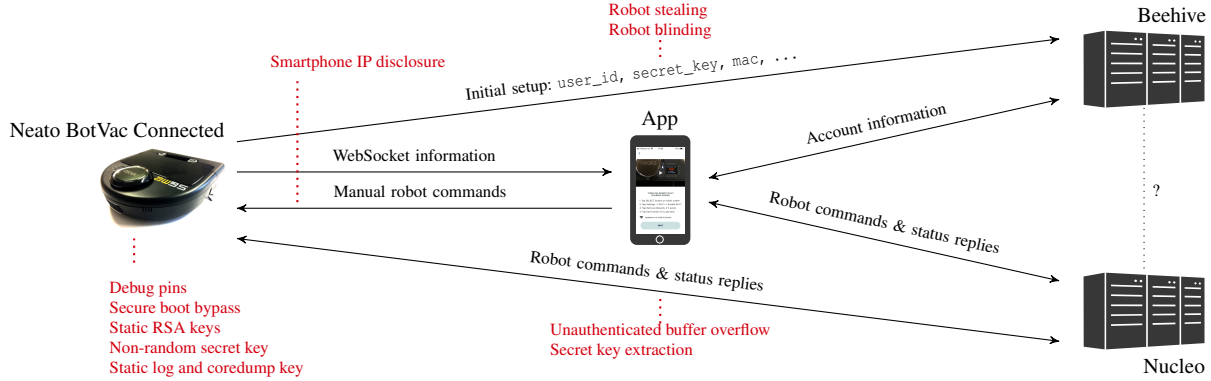 Robot stealing
Robot blinding
Beehive
Smartphone IP disclosure
Initial setup: user_id, secret_key, mac, ...
Neato BotVac Connected
App
Account information
WebSocket information
Manual robot commands
?
Robot commands & status replies
Robot commands & status replies
Debug pins
Secure boot bypass
Static RSA keys
Non-random secret key
Static log and coredump key
Unauthenticated buffer overflow
Secret key extraction
Nucleo